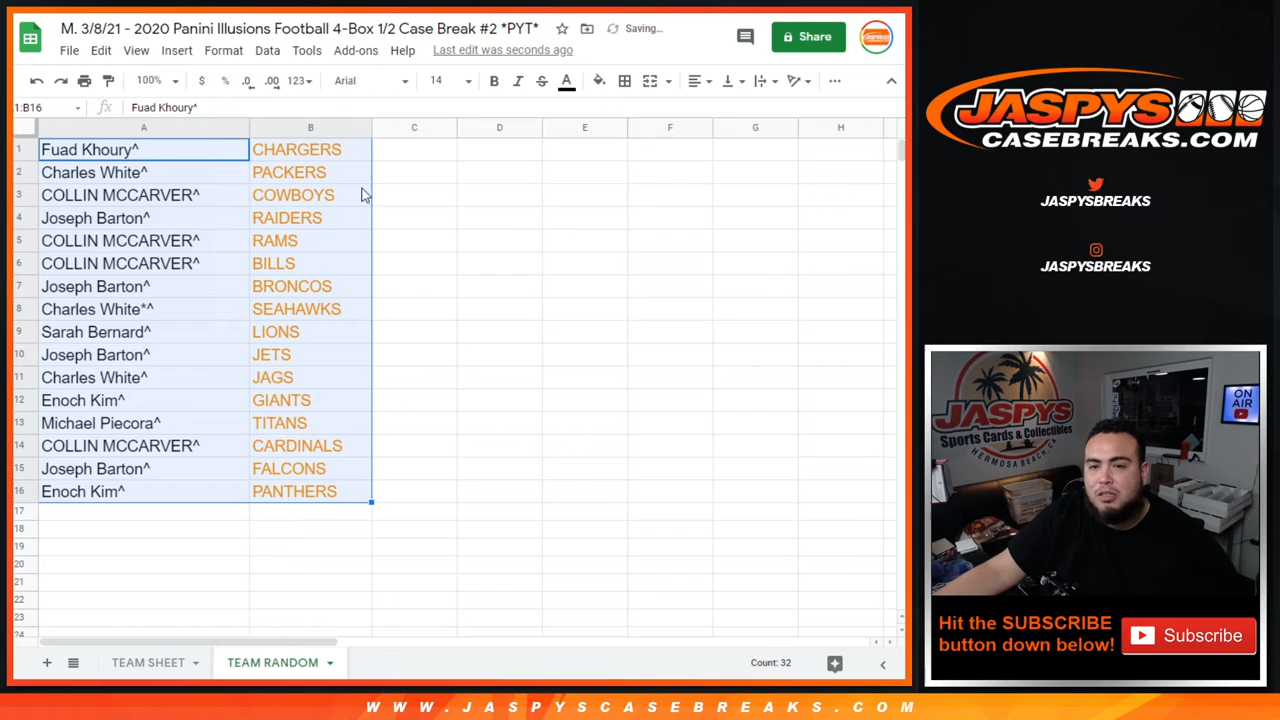 M. 3/8/21 - 2020 Panini Illusions Football 4-Box 1/2 Case Break #2 *PYT*
Saving...
Share
File Edit View Insert Format Data Tools Add-ons Help Last edit was seconds ago
100% $ % .0 .00 123 Arial 14 B I S A
1:B16 fx Fuad Khoury^
A B C D E F G H
1 Fuad Khoury^ CHARGERS
2 Charles White^ PACKERS
3 COLLIN MCCARVER^ COWBOYS
4 Joseph Barton^ RAIDERS
5 COLLIN MCCARVER^ RAMS
6 COLLIN MCCARVER^ BILLS
7 Joseph Barton^ BRONCOS
8 Charles White*^ SEAHAWKS
9 Sarah Bernard^ LIONS
10 Joseph Barton^ JETS
11 Charles White^ JAGS
12 Enoch Kim^ GIANTS
13 Michael Piecora^ TITANS
14 COLLIN MCCARVER^ CARDINALS
15 Joseph Barton^ FALCONS
16 Enoch Kim^ PANTHERS
17
18
19
20
21
22
23
24
TEAM SHEET TEAM RANDOM Count: 32
JASPYS
CASEBREAKS.COM
JASPYSBREAKS
JASPYSBREAKS
JASPYS
Sports Cards & Collectibles
HERMOSA BEACH, CA
ON AIR
Hit the SUBSCRIBE
button down below!
Subscribe
WWW.JASPYSCASEBREAKS.COM